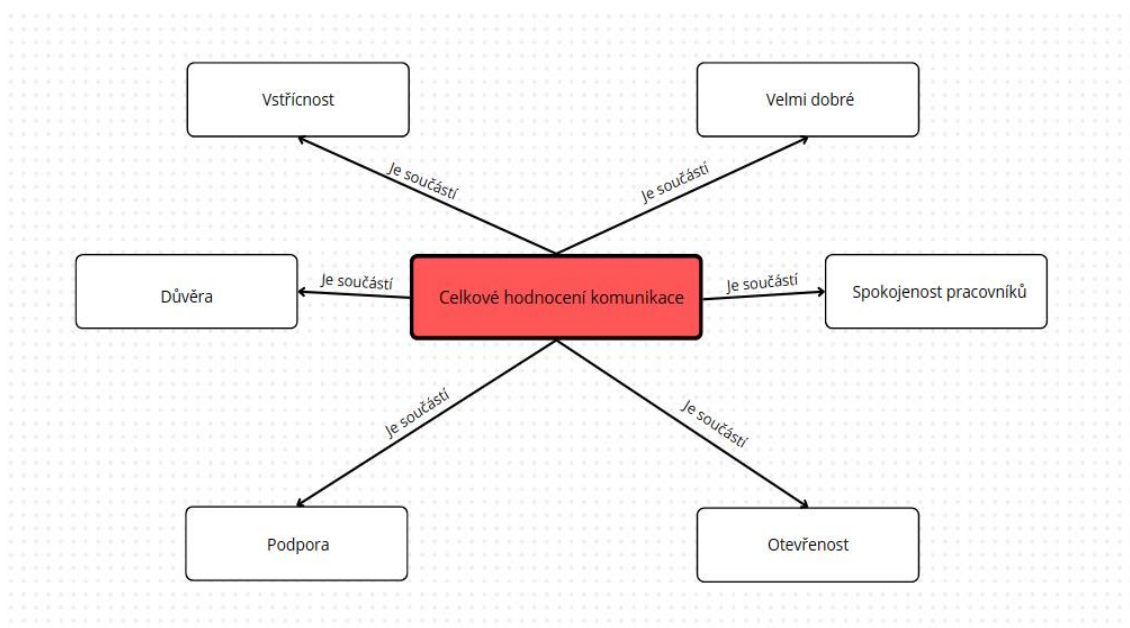 Vstřícnost
Velmi dobré
Je součástí
Je součástí
Důvěra
Je součástí
Celkové hodnocení komunikace
Je součástí
Spokojenost pracovníků
Je součástí
Je součástí
Podpora
Otevřenost